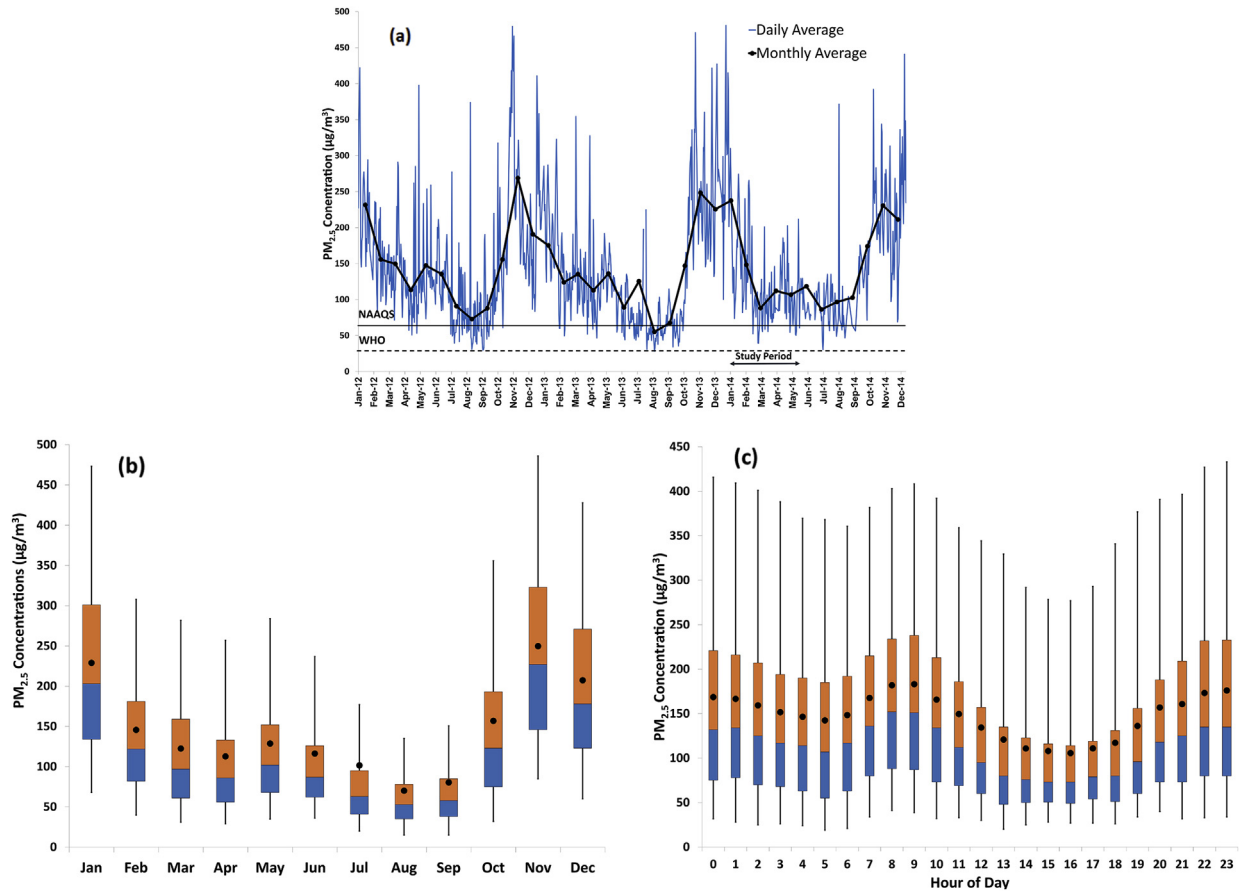 (a)
Daily Average
Monthly Average
PM2.5 Conentration (µg/m³)
500
450
400
350
300
250
200
150
100
50
0
NAAQS
WHO
Study Period
Jan-12 Feb-12 Mar-12 Apr-12 May-12 Jun-12 Jul-12 Aug-12 Sep-12 Oct-12 Nov-12 Dec-12 Jan-13 Feb-13 Mar-13 Apr-13 May-13 Jun-13 Jul-13 Aug-13 Sep-13 Oct-13 Nov-13 Dec-13 Jan-14 Feb-14 Mar-14 Apr-14 May-14 Jun-14 Jul-14 Aug-14 Sep-14 Oct-14 Nov-14 Dec-14
(b)
PM2.5 Concentrations (µg/m³)
500
450
400
350
300
250
200
150
100
50
0
Jan Feb Mar Apr May Jun Jul Aug Sep Oct Nov Dec
(c)
PM2.5 Concentration (µg/m³)
450
400
350
300
250
200
150
100
50
0
0 1 2 3 4 5 6 7 8 9 10 11 12 13 14 15 16 17 18 19 20 21 22 23
Hour of Day